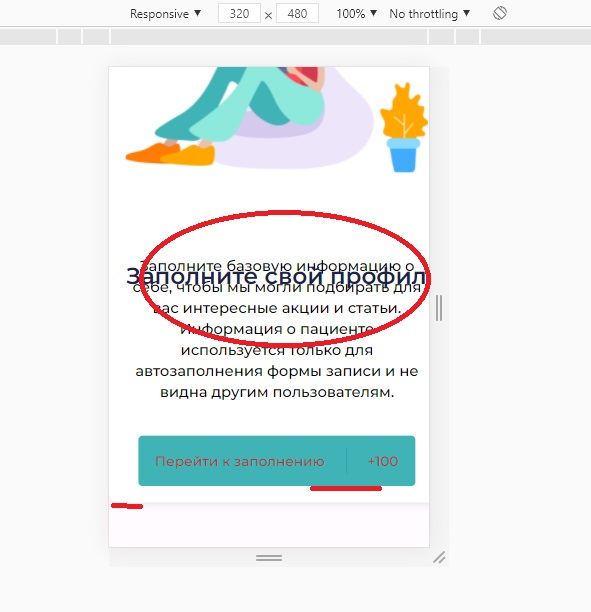 Responsive ▼ 320 x 480 100% ▼ No throttling ▼
Заполните базовую информацию о
Заполните свой профил
себе, чтобы мы могли подбирать для
вас интересные акции и статьи.
Информация о пациенте
используется только для
автозаполнения формы записи и не
видна другим пользователям.
Перейти к заполнению +100